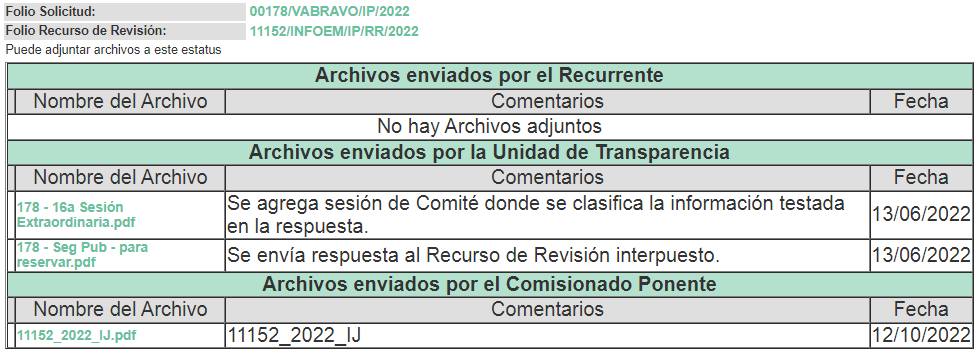 Folio Solicitud: 00178/VABRAVO/IP/2022
Folio Recurso de Revisión: 11152/INFOEM/IP/RR/2022
Puede adjuntar archivos a este estatus
Archivos enviados por el Recurrente
Nombre del Archivo Comentarios Fecha
No hay Archivos adjuntos
Archivos enviados por la Unidad de Transparencia
Nombre del Archivo Comentarios Fecha
178 - 16a Sesión Extraordinaria.pdf Se agrega sesión de Comité donde se clasifica la información testada en la respuesta. 13/06/2022
178 - Seg Pub - para reservar.pdf Se envía respuesta al Recurso de Revisión interpuesto. 13/06/2022
Archivos enviados por el Comisionado Ponente
Nombre del Archivo Comentarios Fecha
11152_2022_IJ.pdf 11152_2022_IJ 12/10/2022